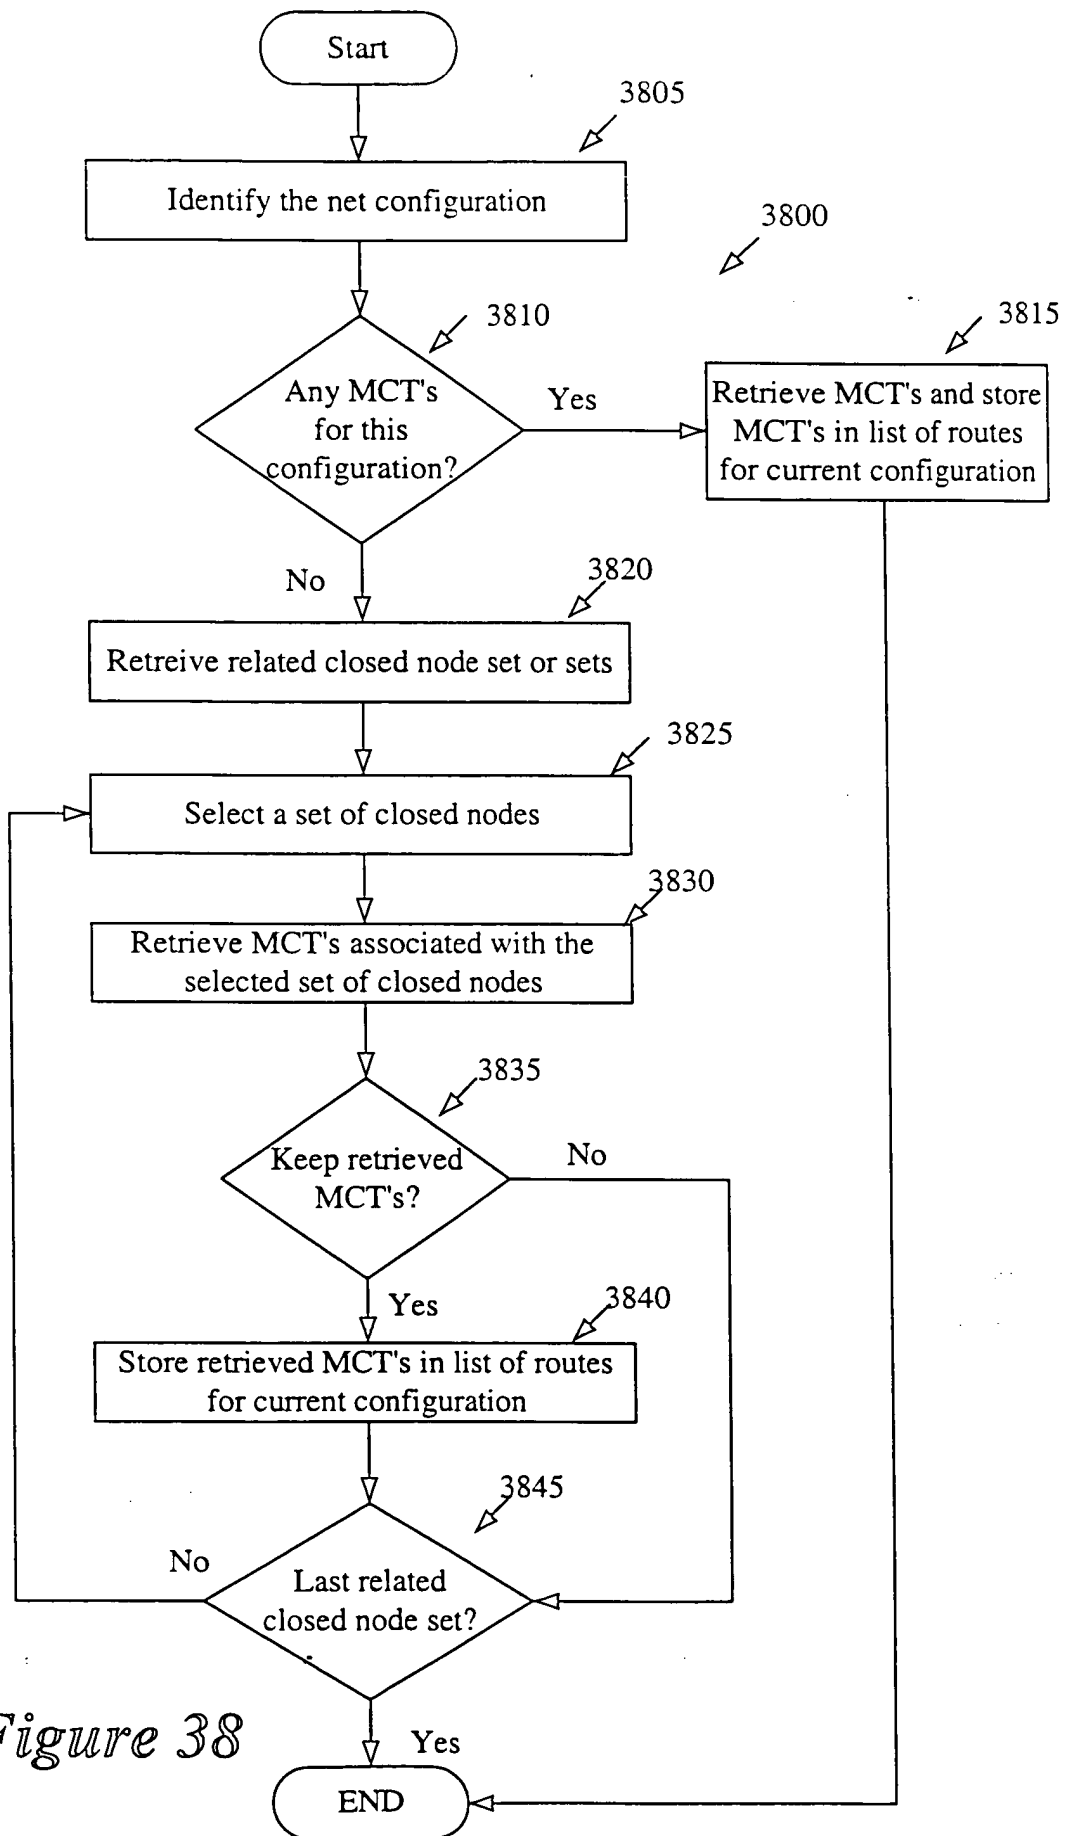 Start
3805
Identify the net configuration
3800
3810
3815
Any MCT's
for this
configuration?
Yes
Retrieve MCT's and store
MCT's in list of routes
for current configuration
No
3820
Retreive related closed node set or sets
3825
Select a set of closed nodes
3830
Retrieve MCT's associated with the
selected set of closed nodes
3835
Keep retrieved
MCT's?
No
Yes
3840
Store retrieved MCT's in list of routes
for current configuration
3845
No
Last related
closed node set?
Figure 38
Yes
END